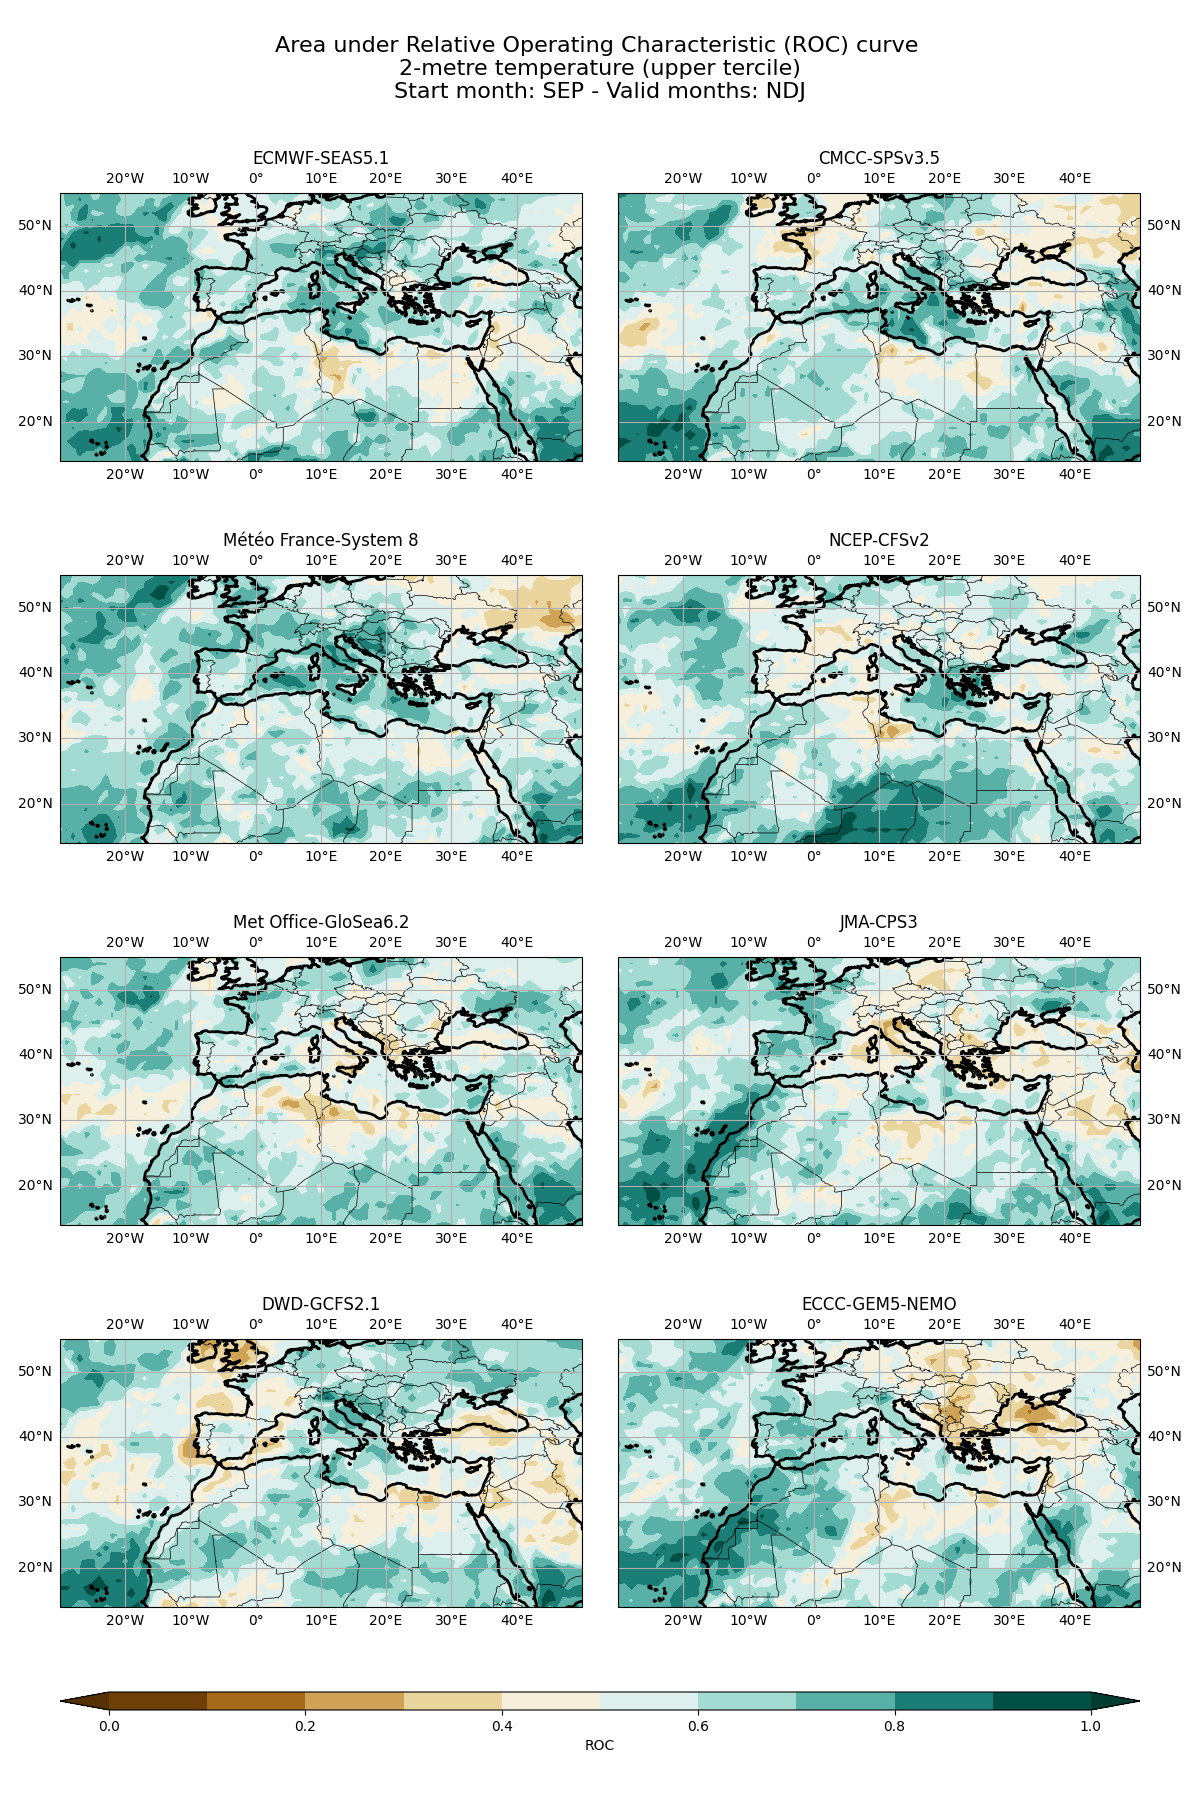 Area under Relative Operating Characteristic (ROC) curve
2-metre temperature (upper tercile)
Start month: SEP - Valid months: NDJ
ECMWF-SEAS5.1
20°W 10°W 0° 10°E 20°E 30°E 40°E
50°N
40°N
30°N
20°N
20°W 10°W 0° 10°E 20°E 30°E 40°E
CMCC-SPSv3.5
20°W 10°W 0° 10°E 20°E 30°E 40°E
50°N
40°N
30°N
20°N
20°W 10°W 0° 10°E 20°E 30°E 40°E
Météo France-System 8
20°W 10°W 0° 10°E 20°E 30°E 40°E
50°N
40°N
30°N
20°N
20°W 10°W 0° 10°E 20°E 30°E 40°E
NCEP-CFSv2
20°W 10°W 0° 10°E 20°E 30°E 40°E
50°N
40°N
30°N
20°N
20°W 10°W 0° 10°E 20°E 30°E 40°E
Met Office-GloSea6.2
20°W 10°W 0° 10°E 20°E 30°E 40°E
50°N
40°N
30°N
20°N
20°W 10°W 0° 10°E 20°E 30°E 40°E
JMA-CPS3
20°W 10°W 0° 10°E 20°E 30°E 40°E
50°N
40°N
30°N
20°N
20°W 10°W 0° 10°E 20°E 30°E 40°E
DWD-GCFS2.1
20°W 10°W 0° 10°E 20°E 30°E 40°E
50°N
40°N
30°N
20°N
20°W 10°W 0° 10°E 20°E 30°E 40°E
ECCC-GEM5-NEMO
20°W 10°W 0° 10°E 20°E 30°E 40°E
50°N
40°N
30°N
20°N
20°W 10°W 0° 10°E 20°E 30°E 40°E
0.0 0.2 0.4 0.6 0.8 1.0
ROC